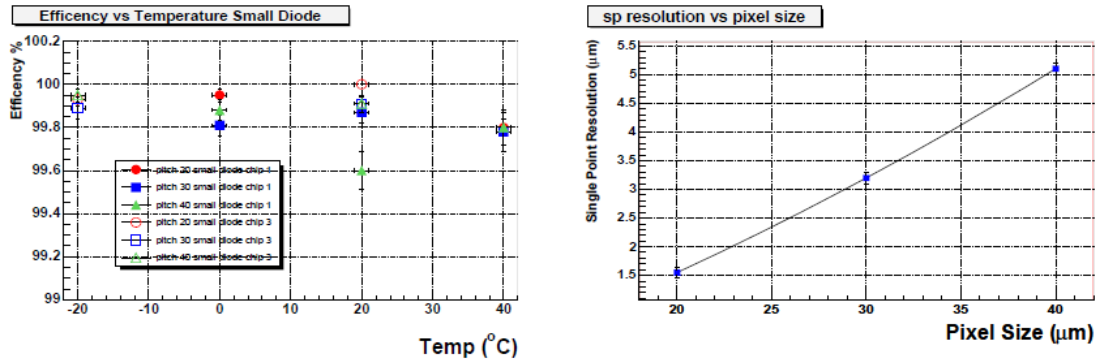 Efficency vs Temperature Small Diode
Efficency %
100.2
100
99.8
99.6
99.4
99.2
99
pitch 20 small diode chip 1
pitch 30 small diode chip 1
pitch 40 small diode chip 1
pitch 20 small diode chip 3
pitch 30 small diode chip 3
pitch 40 small diode chip 3
-20 -10 0 10 20 30 40
Temp (°C)
sp resolution vs pixel size
Single Point Resolution (μm)
5.5
5
4.5
4
3.5
3
2.5
2
1.5
20 25 30 35 40
Pixel Size (μm)